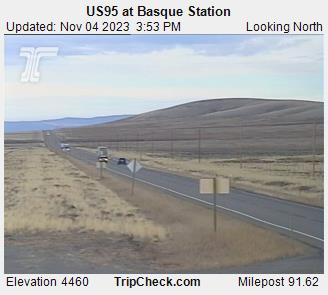 US95 at Basque Station
Updated: Nov 04 2023 3:53 PM Looking North
Elevation 4460 TripCheck.com Milepost 91.62